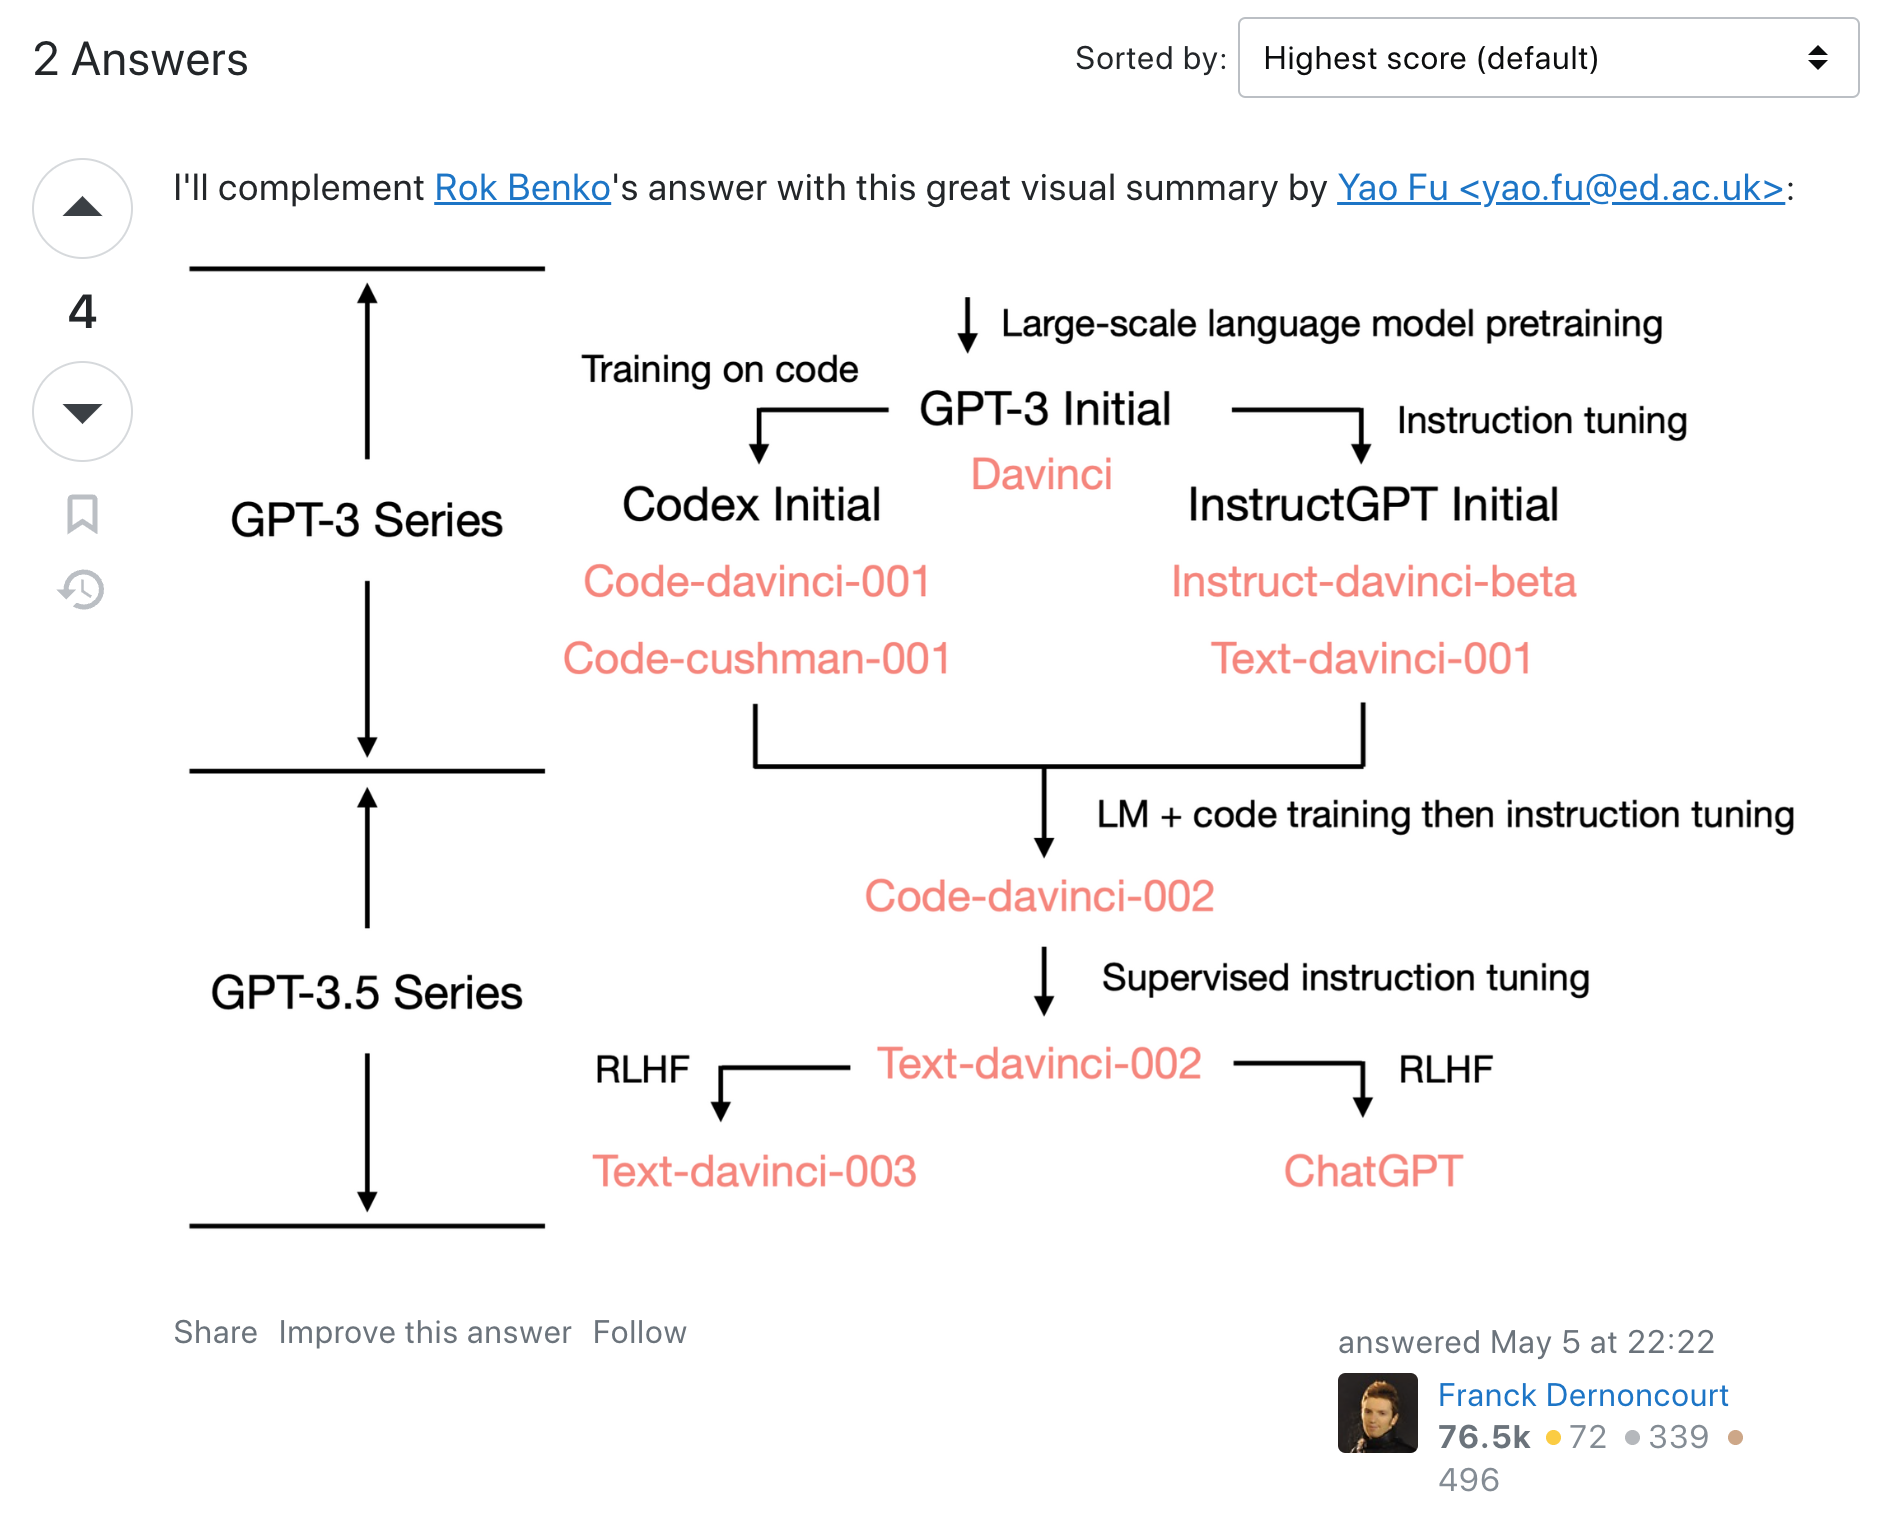 2 Answers
Sorted by:
Highest score (default)
I'll complement Rok Benko's answer with this great visual summary by Yao Fu <yao.fu@ed.ac.uk>:
4
Large-scale language model pretraining
Training on code
GPT-3 Initial
Instruction tuning
Davinci
Codex Initial
InstructGPT Initial
GPT-3 Series
Code-davinci-001
Instruct-davinci-beta
Code-cushman-001
Text-davinci-001
LM + code training then instruction tuning
Code-davinci-002
Supervised instruction tuning
GPT-3.5 Series
RLHF
Text-davinci-002
RLHF
Text-davinci-003
ChatGPT
Share Improve this answer Follow
answered May 5 at 22:22
Franck Dernoncourt
76.5k 72 339
496